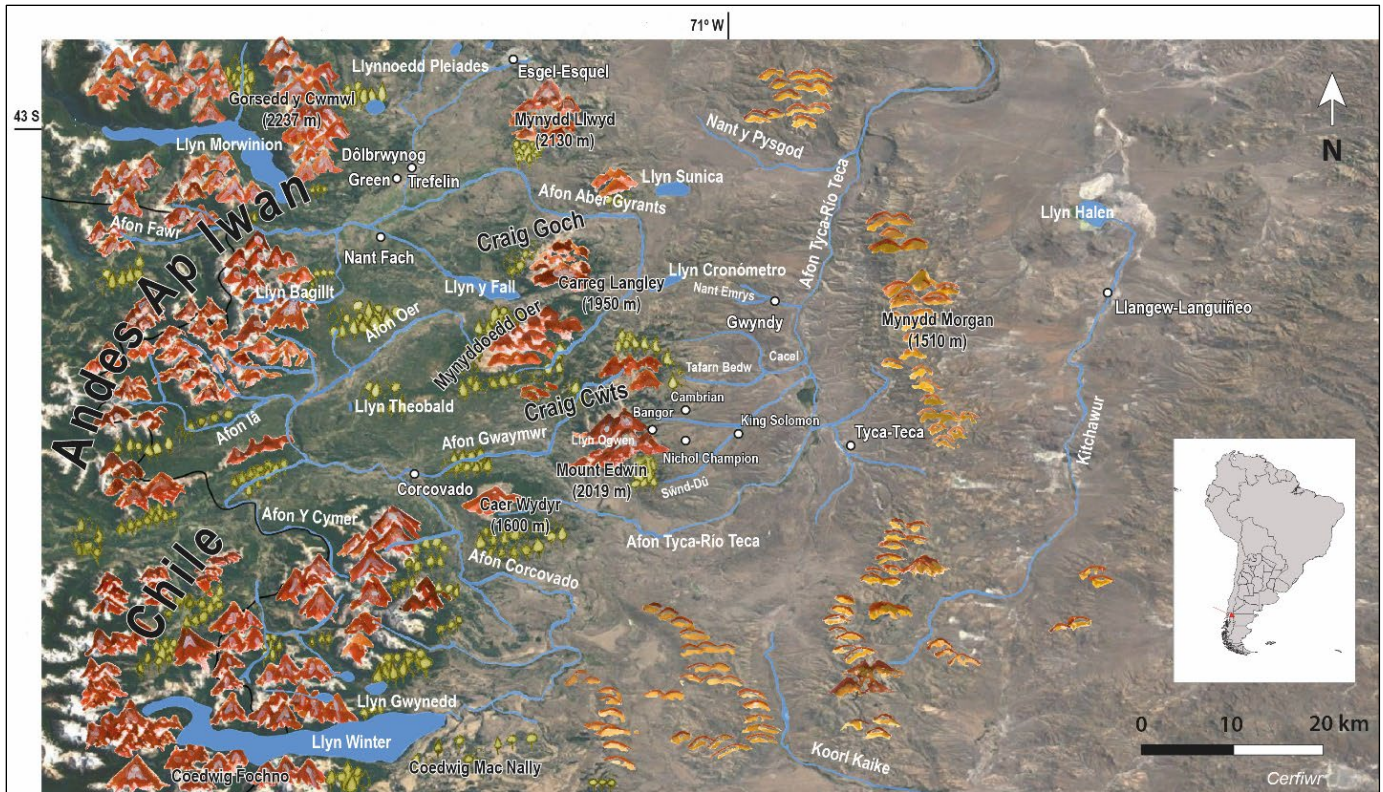 71º W
43 S
Llynnoedd Pleiades
Esgel-Esquel
Gorsedd y Cwmwl
(2237 m)
Mynydd Llwyd
(2130 m)
N
Llyn Morwinion
Nant y Pysgod
Dôlbrwynog
Green
Trefelin
Llyn Sunica
Afon Aber Gyrants
Afon Tyca-Río Teca
Llyn Halen
Afon Fawr
Andes Ap Iwan
Craig Goch
Nant Fach
Llyn Cronómetro
Carreg Langley
(1950 m)
Llyn Bagillt
Llyn y Fall
Nant Emrys
Llangew-Languiñeo
Gwyndy
Mynydd Morgan
(1510 m)
Afon Oer
Mynyddoedd Oer
Cacel
Tafarn Bedw
Craig Cŵts
Cambrian
Llyn Theobald
Bangor
King Solomon
Afon Iâ
Afon Gwaymwr
Llyn Ogwen
Nichol Champion
Tyca-Teca
Kitchawur
Mount Edwin
(2019 m)
Sŵnd-Dŵ
Corcovado
Caer Wydyr
(1600 m)
Afon Y Cymer
Afon Tyca-Río Teca
Afon Corcovado
Chile
Llyn Gwynedd
Llyn Winter
Koorl Kaike
Coedwig Fochno
Coedwig Mac Nally
0 10 20 km
Cerfiwr